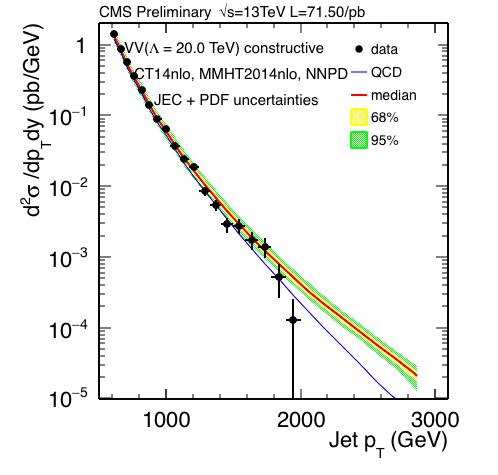 CMS Preliminary √s=13TeV L=71.50/pb
VV(Λ = 20.0 TeV) constructive
CT14nlo, MMHT2014nlo, NNPD
JEC + PDF uncertainties
data
QCD
median
68%
95%
d²σ /dp_Tdy (pb/GeV)
1
10⁻¹
10⁻²
10⁻³
10⁻⁴
10⁻⁵
1000 2000 3000
Jet p_T (GeV)